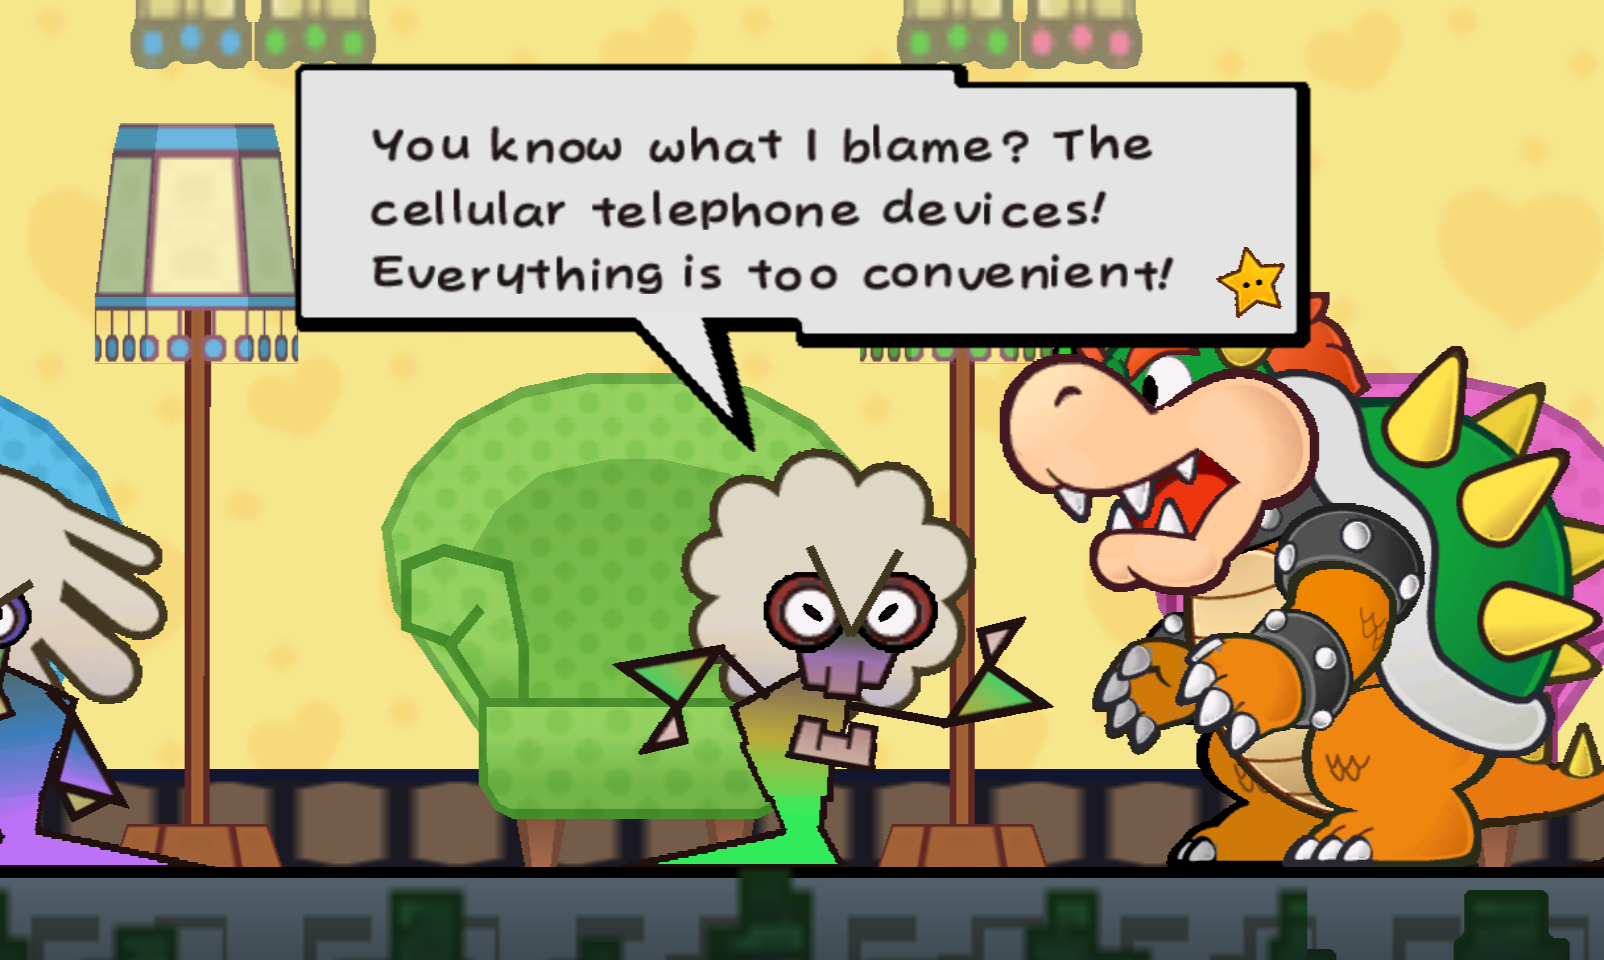 You know what I blame? The
cellular telephone devices!
Everything is too convenient!